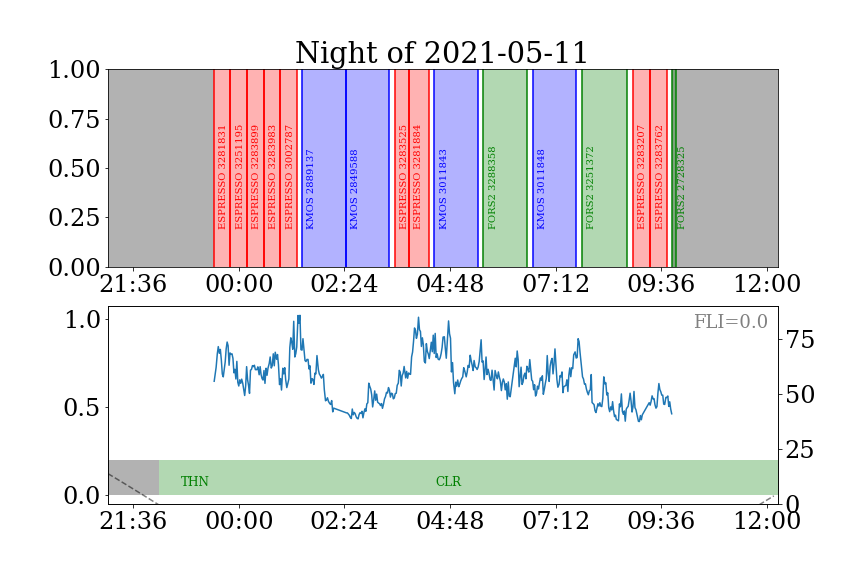 Night of 2021-05-11
1.00
0.75
0.50
0.25
0.00
ESPRESSO 3281831
ESPRESSO 3251195
ESPRESSO 3283899
ESPRESSO 3283983
ESPRESSO 3002787
KMOS 2889137
KMOS 2849588
ESPRESSO 3283525
ESPRESSO 3281884
KMOS 3011843
FORS2 3288358
KMOS 3011848
FORS2 3251372
ESPRESSO 3283207
ESPRESSO 3283762
FORS2 2728325
21:36 00:00 02:24 04:48 07:12 09:36 12:00
FLI=0.0
1.0
0.5
0.0
75
50
25
0
THN CLR
21:36 00:00 02:24 04:48 07:12 09:36 12:00